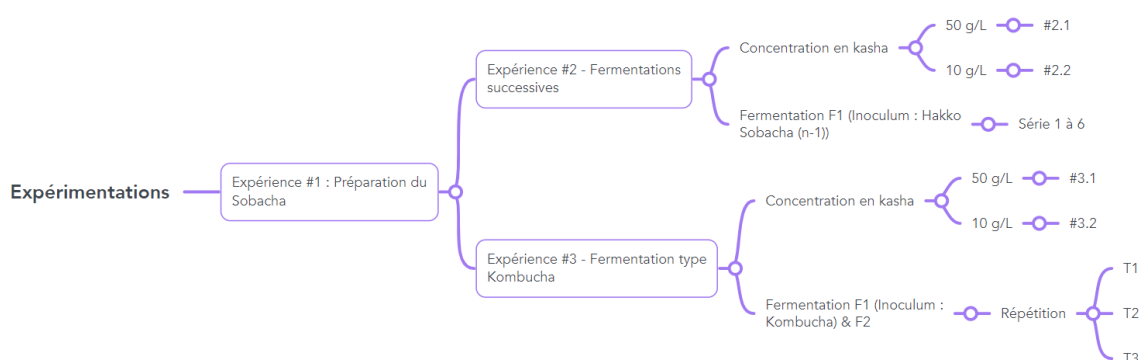 Expérimentations
Expérience #1 : Préparation du
Sobacha
Expérience #2 - Fermentations
successives
Concentration en kasha
50 g/L
#2.1
10 g/L
#2.2
Fermentation F1 (Inoculum : Hakko
Sobacha (n-1))
Série 1 à 6
Expérience #3 - Fermentation type
Kombucha
Concentration en kasha
50 g/L
#3.1
10 g/L
#3.2
Fermentation F1 (Inoculum :
Kombucha) & F2
Répétition
T1
T2
T3